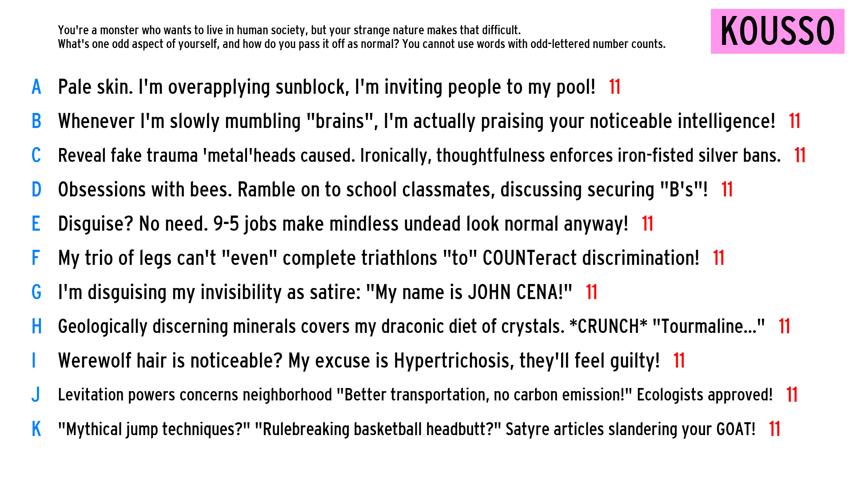 You're a monster who wants to live in human society, but your strange nature makes that difficult.
What's one odd aspect of yourself, and how do you pass it off as normal? You cannot use words with odd-lettered number counts.
KOUSSO
A Pale skin. I'm overapplying sunblock, I'm inviting people to my pool! 11
B Whenever I'm slowly mumbling "brains", I'm actually praising your noticeable intelligence! 11
C Reveal fake trauma 'metal'heads caused. Ironically, thoughtfulness enforces iron-fisted silver bans. 11
D Obsessions with bees. Ramble on to school classmates, discussing securing "B's"! 11
E Disguise? No need. 9-5 jobs make mindless undead look normal anyway! 11
F My trio of legs can't "even" complete triathlons "to" COUNTeract discrimination! 11
G I'm disguising my invisibility as satire: "My name is JOHN CENA!" 11
H Geologically discerning minerals covers my draconic diet of crystals. *CRUNCH* "Tourmaline..." 11
I Werewolf hair is noticeable? My excuse is Hypertrichosis, they'll feel guilty! 11
J Levitation powers concerns neighborhood "Better transportation, no carbon emission!" Ecologists approved! 11
K "Mythical jump techniques?" "Rulebreaking basketball headbutt?" Satyre articles slandering your GOAT! 11